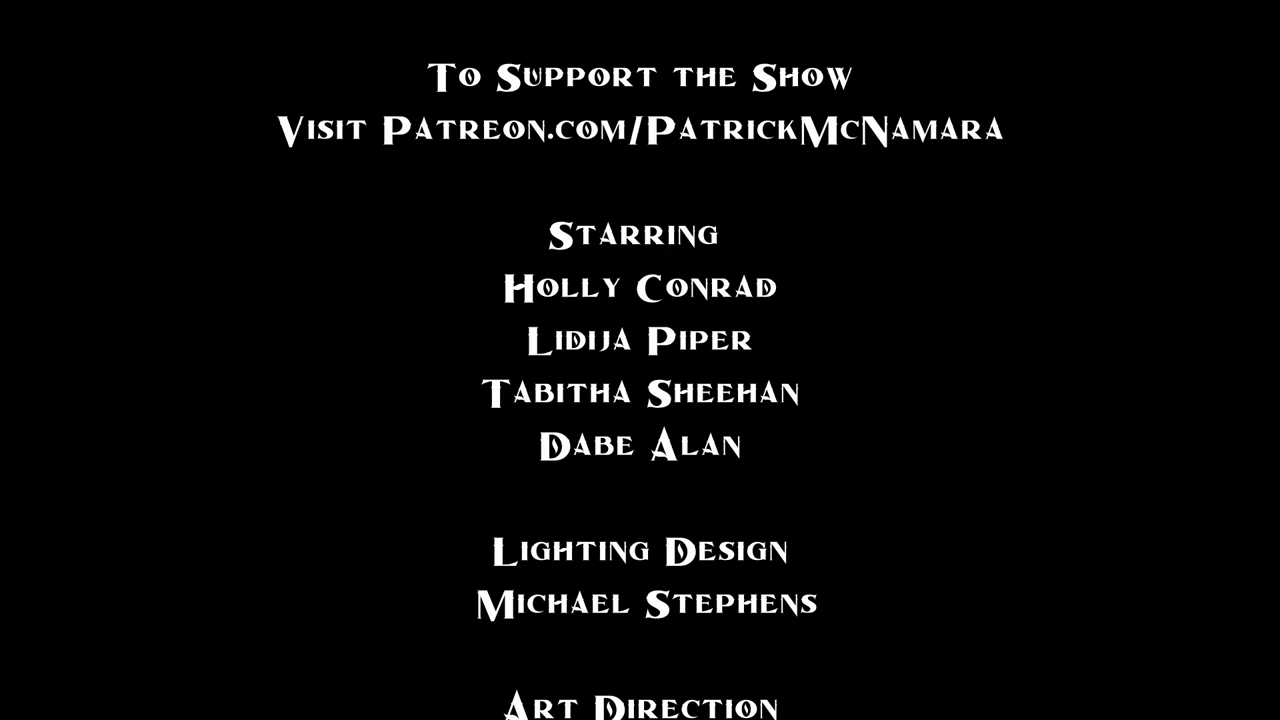 To Support the Show
Visit Patreon.com/PatrickMcNamara
Starring
Holly Conrad
Lidija Piper
Tabitha Sheehan
Dabe Alan
Lighting Design
Michael Stephens
Art Direction